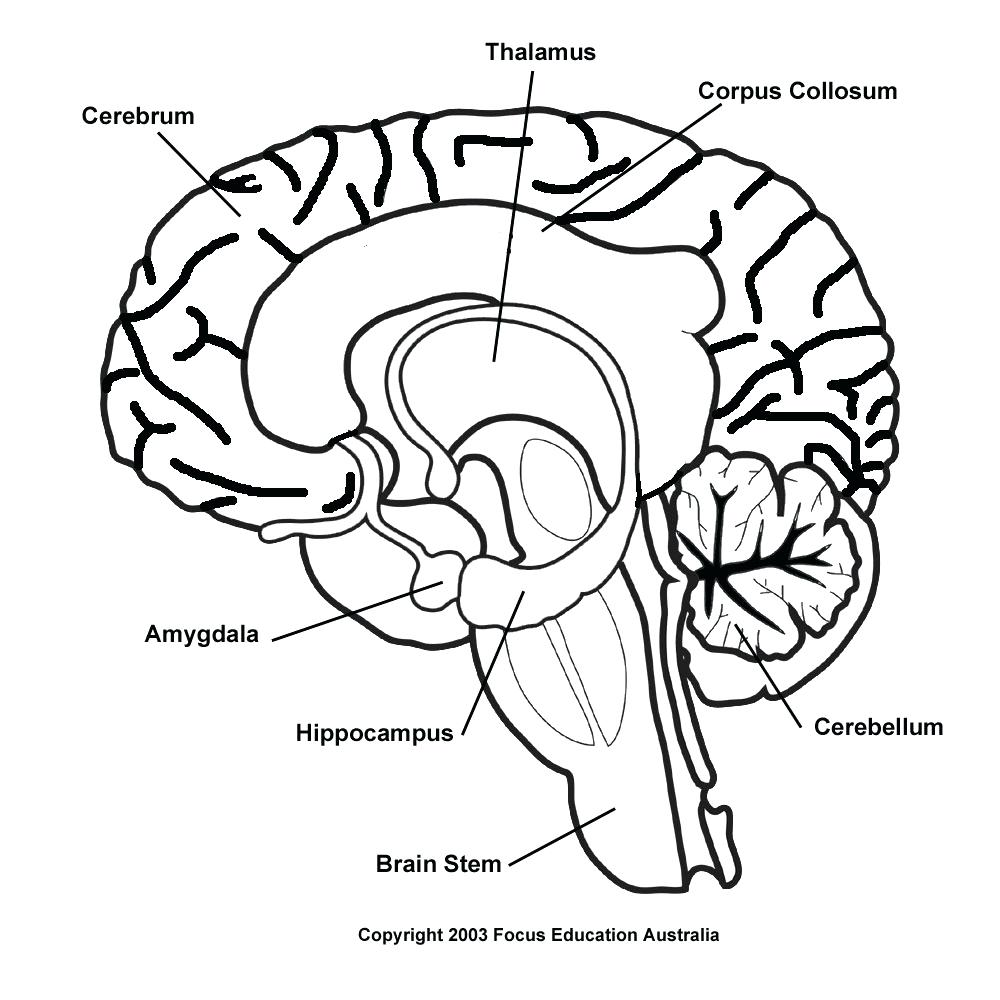 Thalamus
Corpus Collosum
Cerebrum
Amygdala
Hippocampus
Cerebellum
Brain Stem
Copyright 2003 Focus Education Australia